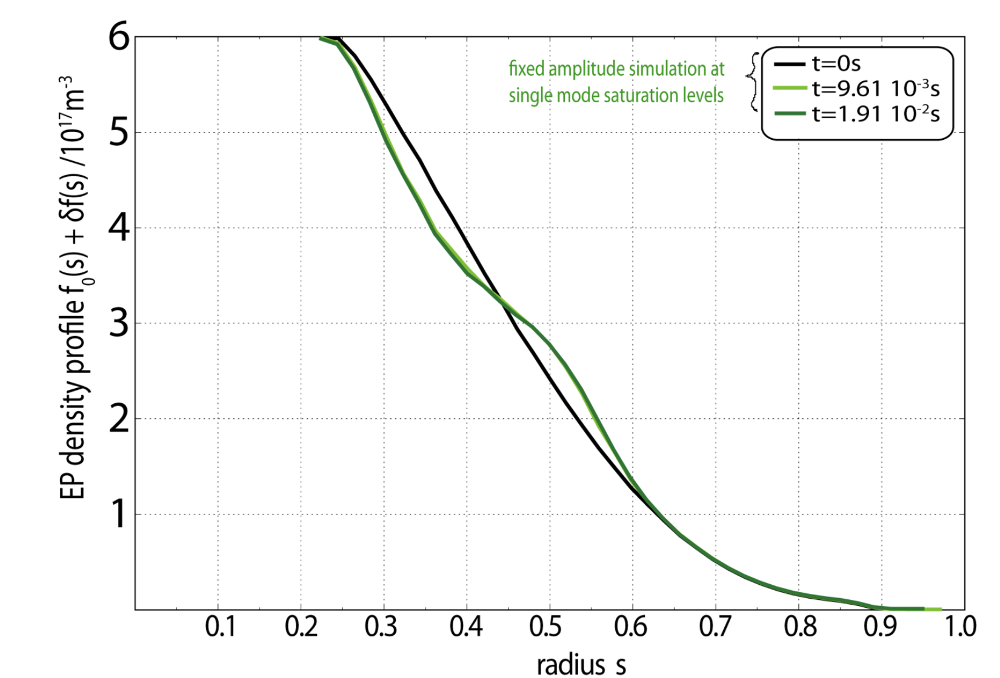 EP density profile f₀(s) + δf(s) /10¹⁷m⁻³
6
5
4
3
2
1
fixed amplitude simulation at
single mode saturation levels
t=0s
t=9.61 10⁻³s
t=1.91 10⁻²s
0.1 0.2 0.3 0.4 0.5 0.6 0.7 0.8 0.9 1.0
radius s